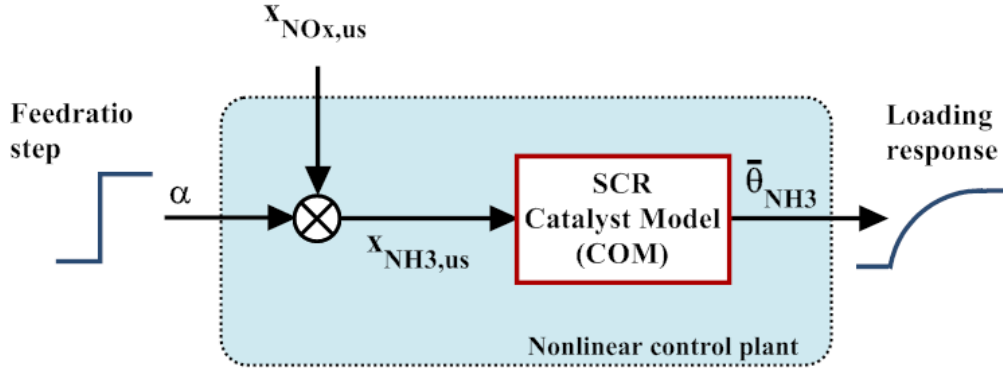 x_NOx,us
Feedratio
step
α
x_NH3,us
SCR
Catalyst Model
(COM)
θ̄_NH3
Loading
response
Nonlinear control plant